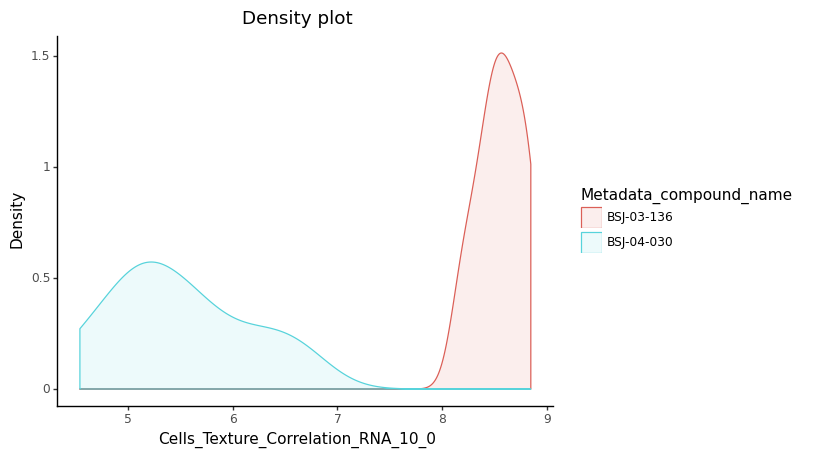 Density plot
1.5
1
0.5
0
Density
5 6 7 8 9
Cells_Texture_Correlation_RNA_10_0
Metadata_compound_name
BSJ-03-136
BSJ-04-030